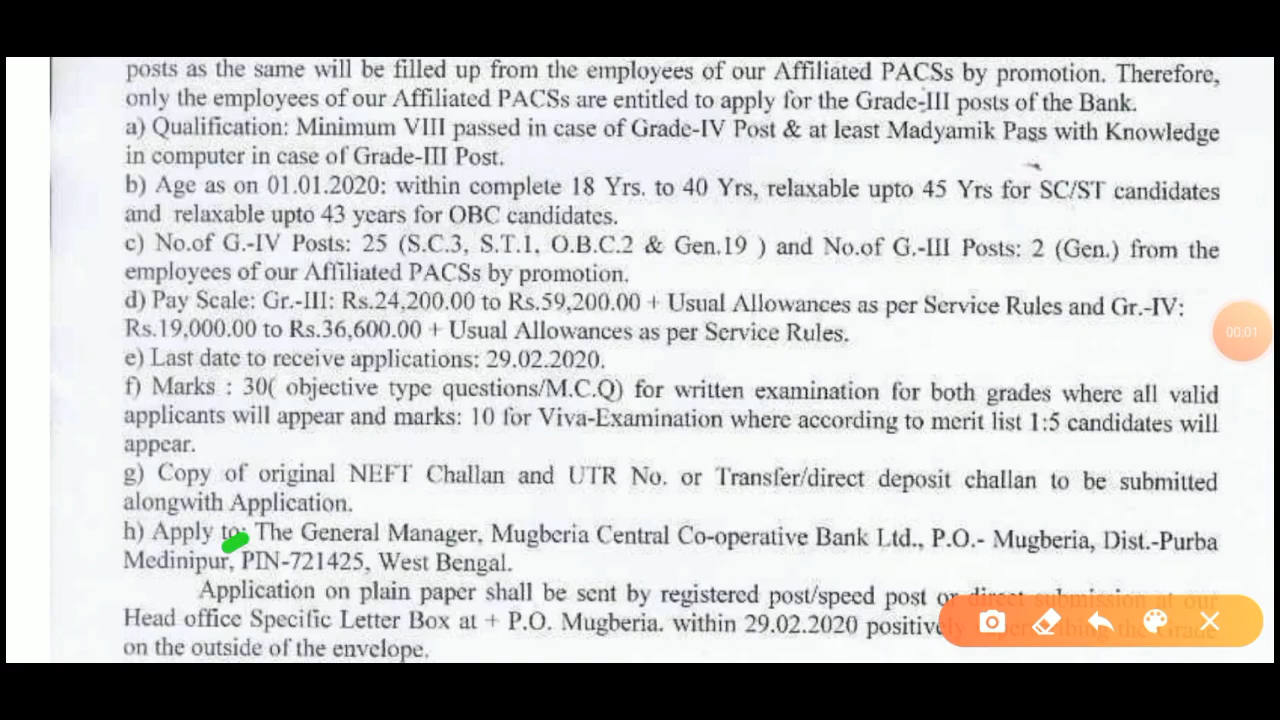 posts as the same will be filled up from the employees of our Affiliated PACSs by promotion. Therefore,
only the employees of our Affiliated PACSs are entitled to apply for the Grade-III posts of the Bank.
a) Qualification: Minimum VIII passed in case of Grade-IV Post & at least Madyamik Pass with Knowledge
in computer in case of Grade-III Post.
b) Age as on 01.01.2020: within complete 18 Yrs. to 40 Yrs, relaxable upto 45 Yrs for SC/ST candidates
and relaxable upto 43 years for OBC candidates.
c) No.of G.-IV Posts: 25 (S.C.3, S.T.1, O.B.C.2 & Gen.19 ) and No.of G.-III Posts: 2 (Gen.) from the
employees of our Affiliated PACSs by promotion.
d) Pay Scale: Gr.-III: Rs.24,200.00 to Rs.59,200.00 + Usual Allowances as per Service Rules and Gr.-IV:
Rs.19,000.00 to Rs.36,600.00 + Usual Allowances as per Service Rules.
00:01
e) Last date to receive applications: 29.02.2020.
f) Marks : 30( objective type questions/M.C.Q) for written examination for both grades where all valid
applicants will appear and marks: 10 for Viva-Examination where according to merit list 1:5 candidates will
appear.
g) Copy of original NEFT Challan and UTR No. or Transfer/direct deposit challan to be submitted
alongwith Application.
h) Apply to: The General Manager, Mugberia Central Co-operative Bank Ltd., P.O.- Mugberia, Dist.-Purba
Medinipur, PIN-721425, West Bengal.
Application on plain paper shall be sent by registered post/speed post or direct submission at our
Head office Specific Letter Box at + P.O. Mugberia. within 29.02.2020 positively the Grade
on the outside of the envelope.